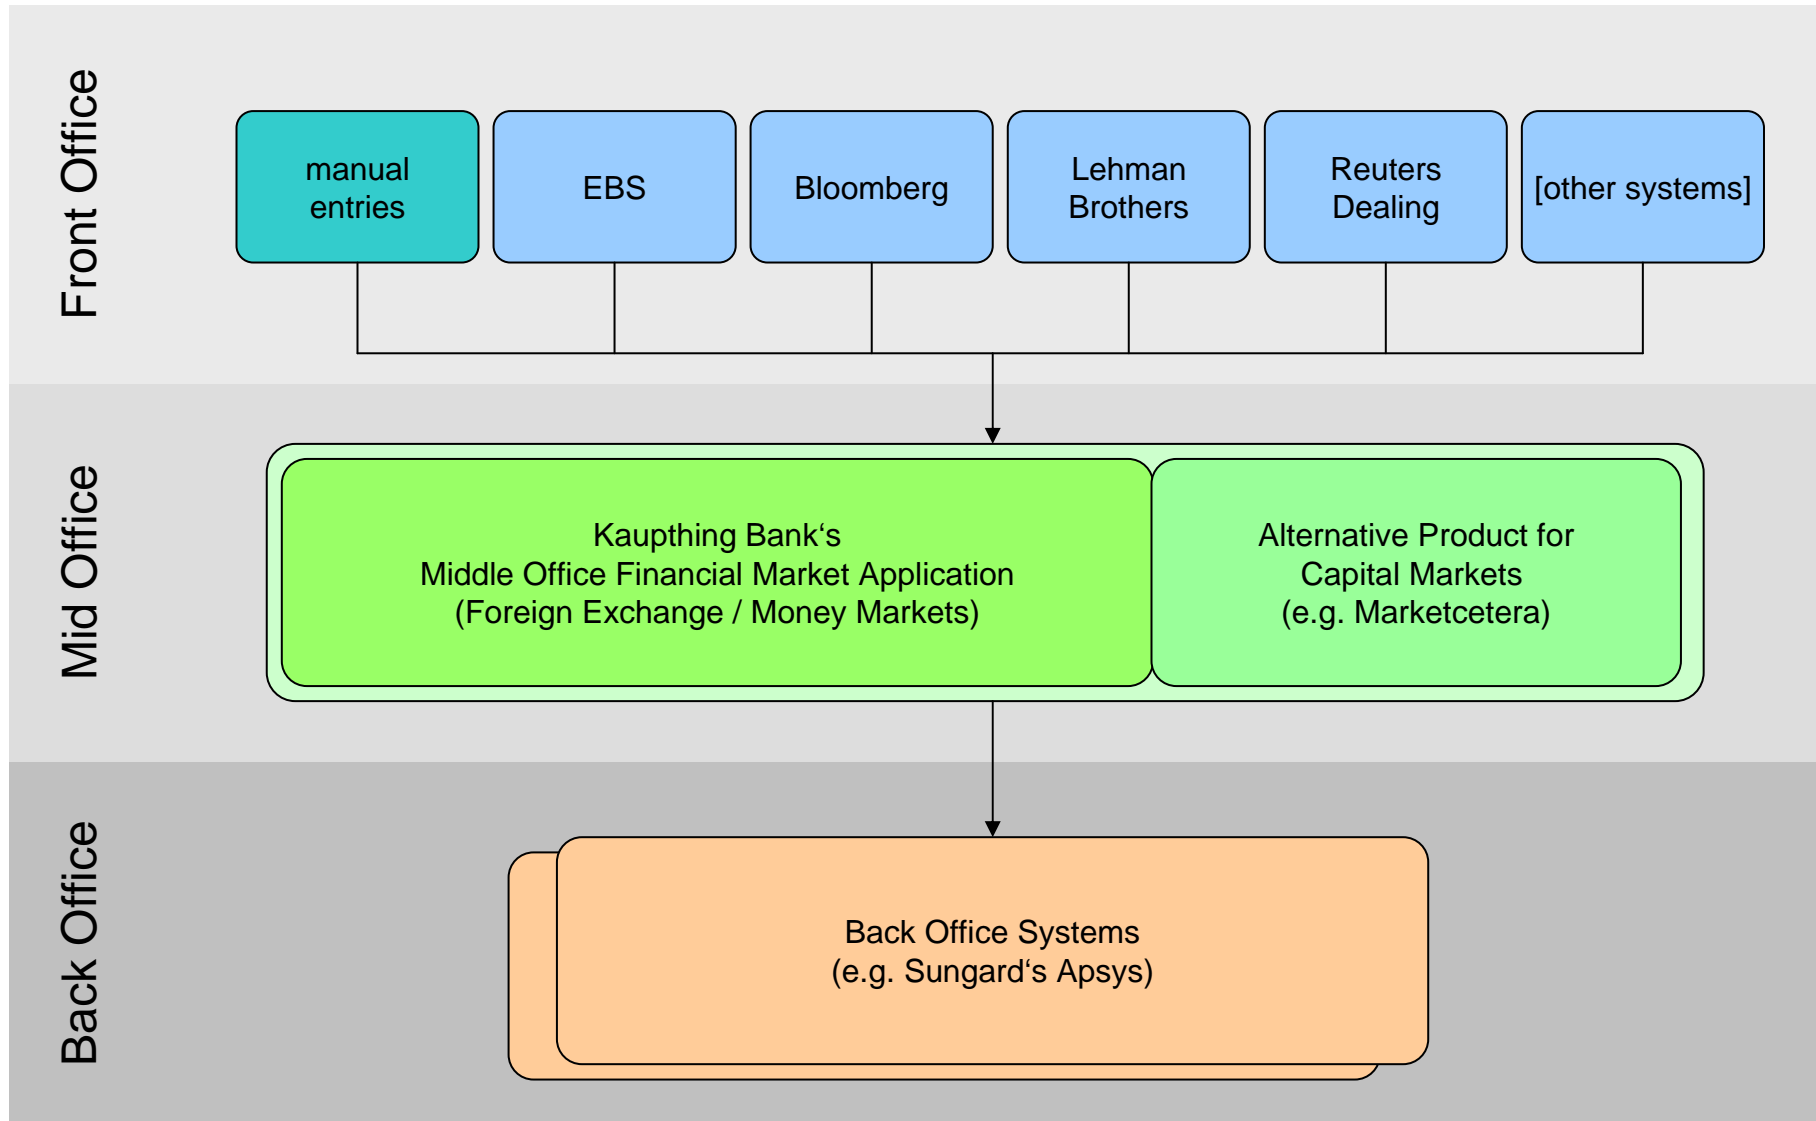 Front Office
manual
entries
EBS
Bloomberg
Lehman
Brothers
Reuters
Dealing
[other systems]
Mid Office
Kaupthing Bank‘s
Middle Office Financial Market Application
(Foreign Exchange / Money Markets)
Alternative Product for
Capital Markets
(e.g. Marketcetera)
Back Office
Back Office Systems
(e.g. Sungard‘s Apsys)